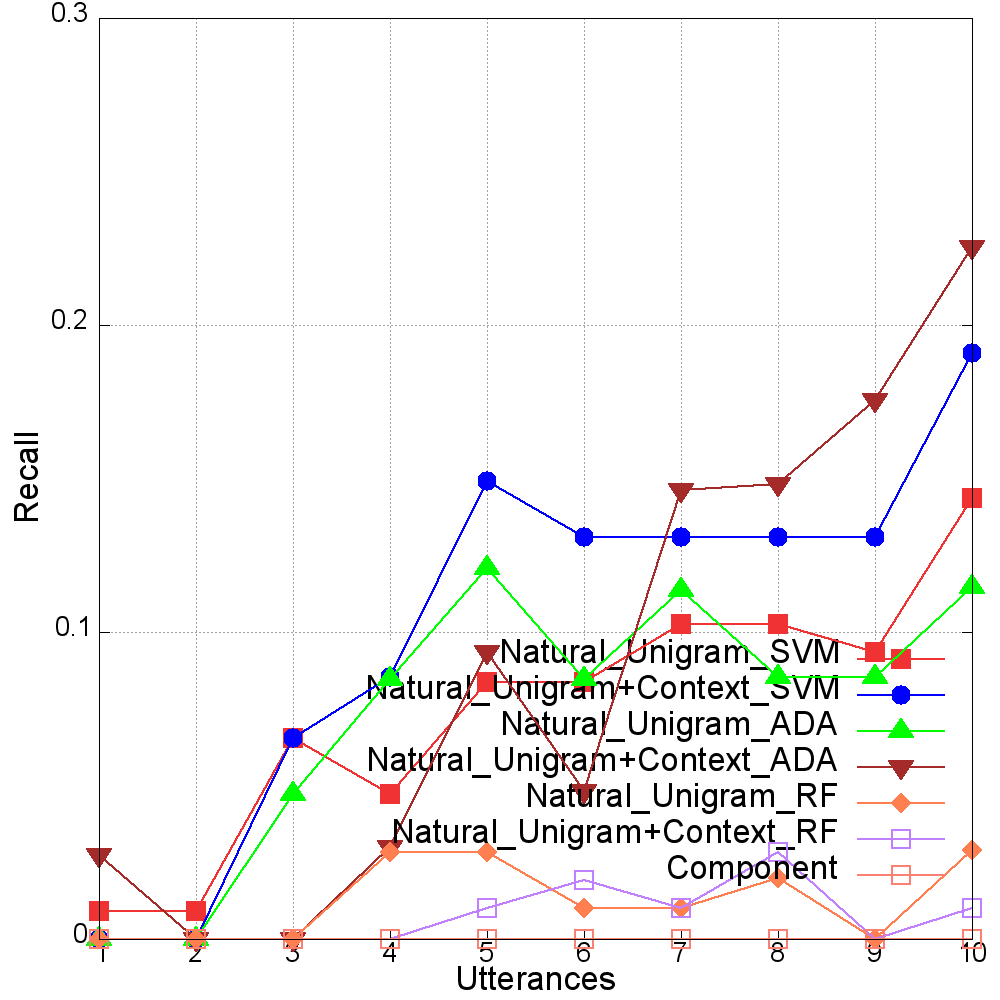 0.3
0.2
Recall
0.1
Natural_Unigram_SVM
Natural_Unigram+Context_SVM
Natural_Unigram_ADA
Natural_Unigram+Context_ADA
Natural_Unigram_RF
Natural_Unigram+Context_RF
Component
0
1 2 3 4 5 6 7 8 9 10
Utterances